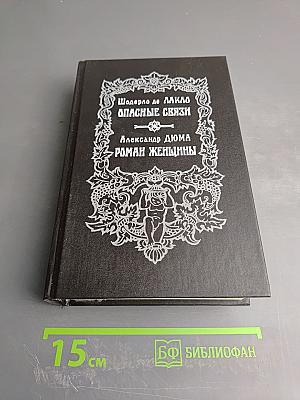 Шодерло де ЛАКЛО
ОПАСНЫЕ СВЯЗИ
Александр ДЮМА
РОМАН ЖЕНЩИНЫ
15 см
БФ БИБЛИОФАН